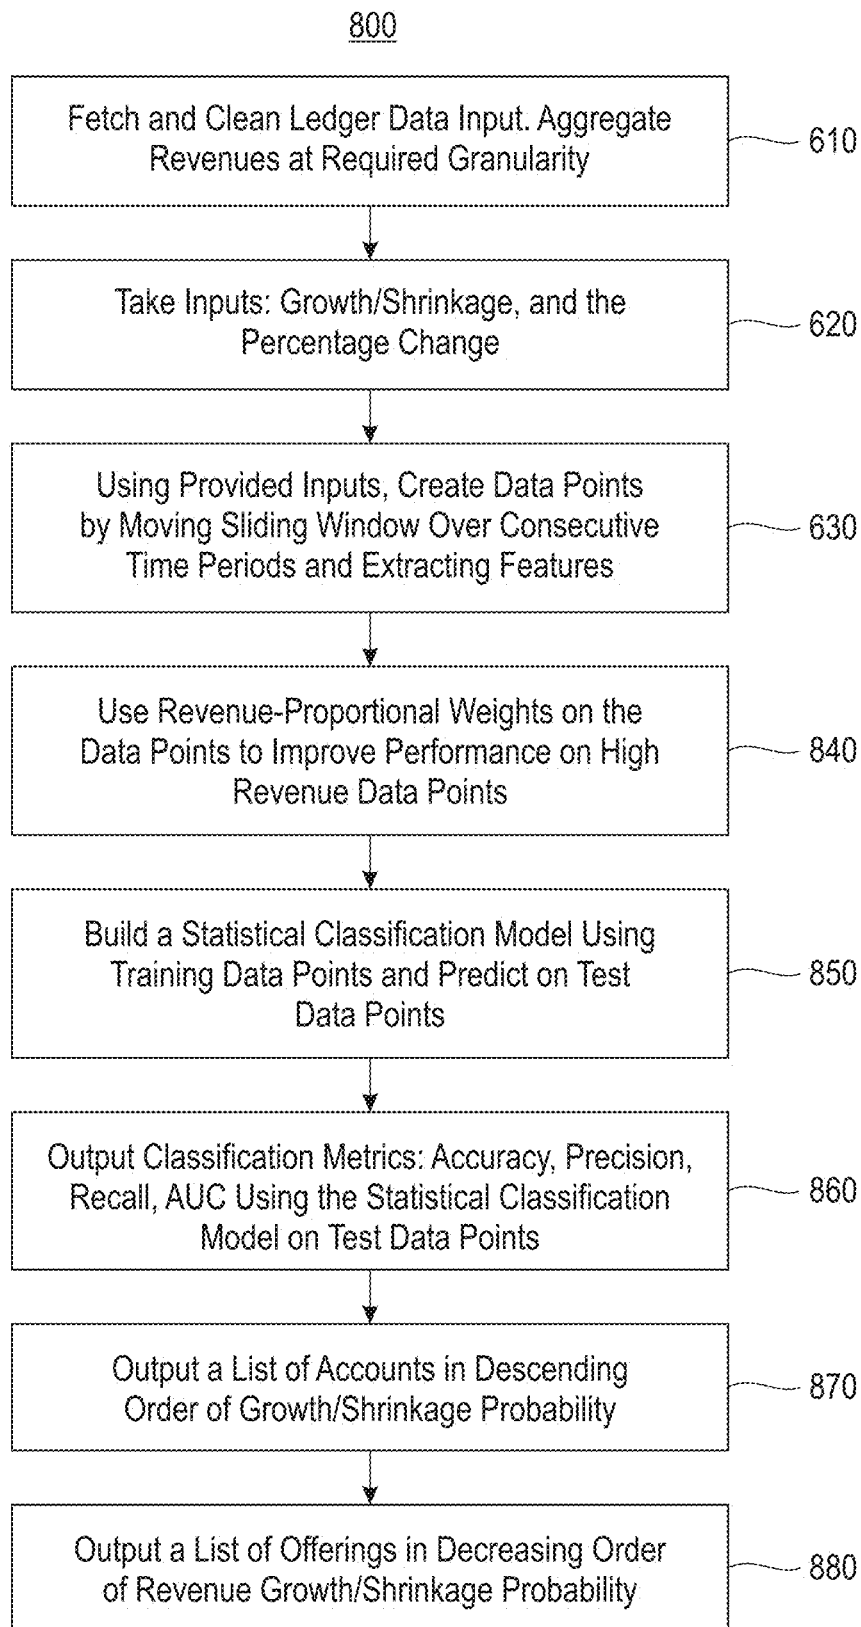 800
Fetch and Clean Ledger Data Input. Aggregate
Revenues at Required Granularity
610
Take Inputs: Growth/Shrinkage, and the
Percentage Change
620
Using Provided Inputs, Create Data Points
by Moving Sliding Window Over Consecutive
Time Periods and Extracting Features
630
Use Revenue-Proportional Weights on the
Data Points to Improve Performance on High
Revenue Data Points
840
Build a Statistical Classification Model Using
Training Data Points and Predict on Test
Data Points
850
Output Classification Metrics: Accuracy, Precision,
Recall, AUC Using the Statistical Classification
Model on Test Data Points
860
Output a List of Accounts in Descending
Order of Growth/Shrinkage Probability
870
Output a List of Offerings in Decreasing Order
of Revenue Growth/Shrinkage Probability
880